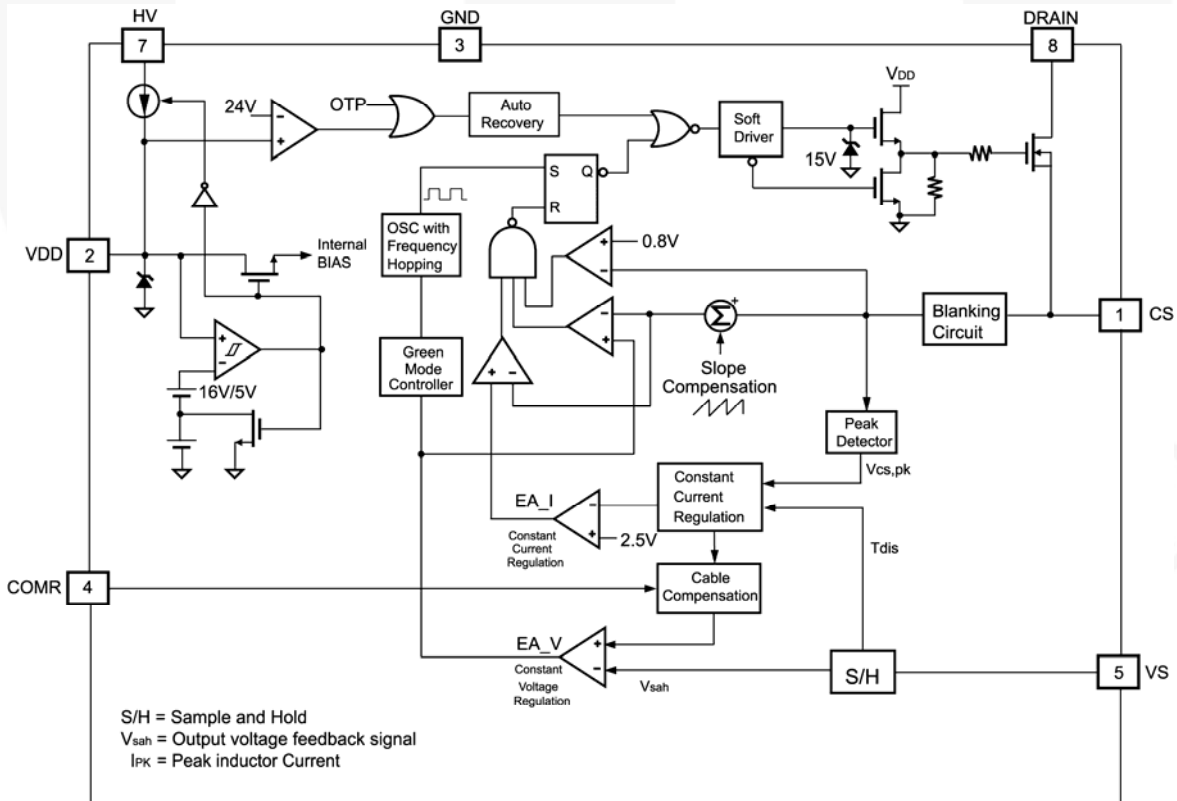 HV
7
GND
3
DRAIN
8
24V
-
+
OTP
Auto
Recovery
Soft
Driver
VDD
15V
S
Q
R
OSC with
Frequency
Hopping
0.8V
+
-
VDD
2
Internal
BIAS
+
-
16V/5V
Green
Mode
Controller
-
+
+
-
Σ
+
Slope
Compensation
Blanking
Circuit
1
CS
Peak
Detector
Vcs,pk
Constant
Current
Regulation
EA_I
-
+
2.5V
Constant
Current
Regulation
Tdis
COMR
4
Cable
Compensation
EA_V
+
-
Constant
Voltage
Regulation
Vsah
S/H
5
VS
S/H = Sample and Hold
Vsah = Output voltage feedback signal
IPK = Peak inductor Current